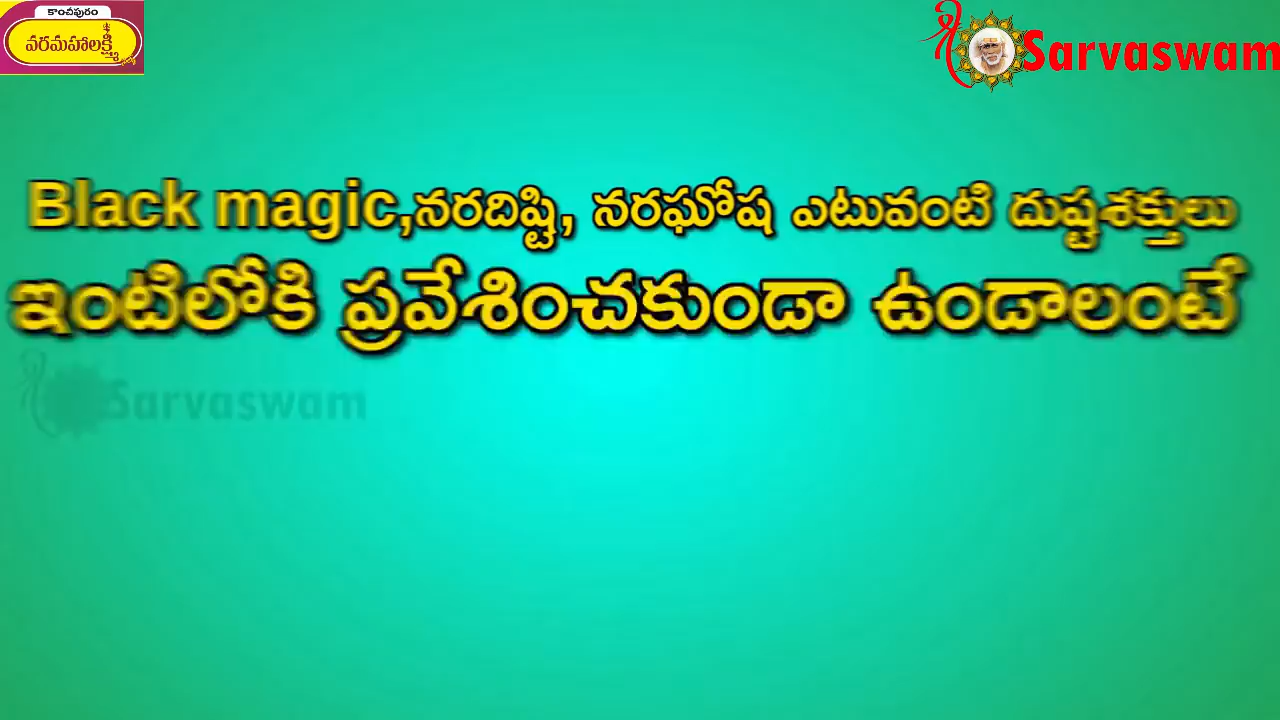 కాంచీపురం
వరమహాలక్ష్మి
శ్రీ Sarvaswam
Black magic,నరదిష్టి, నరఘోష ఎటువంటి దుష్టశక్తులు
ఇంటిలోకి ప్రవేశించకుండా ఉండాలంటే
శ్రీ Sarvaswam